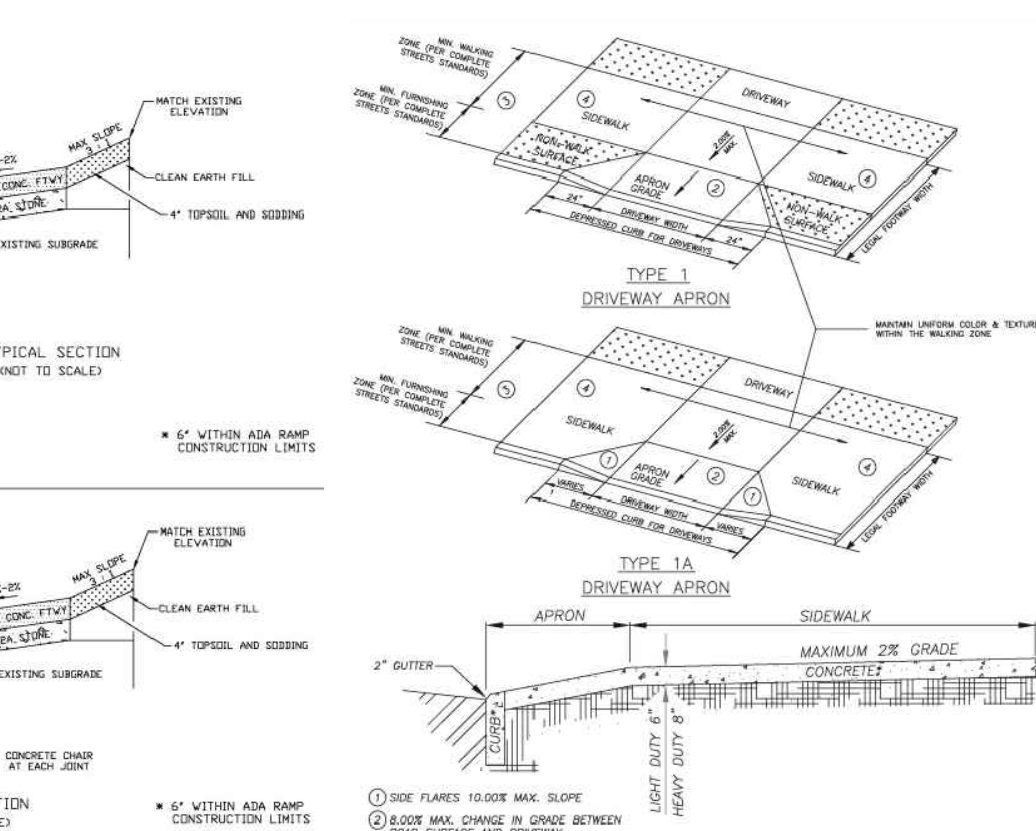 MATCH EXISTING
ELEVATION
MAX SLOPE
3 : 1
-2%
CONC. FTWY
2A. STONE
CLEAN EARTH FILL
4" TOPSOIL AND SODDING
EXISTING SUBGRADE
TYPICAL SECTION
(NOT TO SCALE)
* 6" WITHIN ADA RAMP
CONSTRUCTION LIMITS
MATCH EXISTING
ELEVATION
MAX SLOPE
3 : 1
-2%
CONC. FTWY
2A. STONE
CLEAN EARTH FILL
4" TOPSOIL AND SODDING
EXISTING SUBGRADE
CONCRETE CHAIR
AT EACH JOINT
* 6" WITHIN ADA RAMP
CONSTRUCTION LIMITS
MIN. WALKING
ZONE (PER COMPLETE
STREETS STANDARDS)
MIN. FURNISHING
ZONE (PER COMPLETE
STREETS STANDARDS)
5
4
SIDEWALK
DRIVEWAY
2.00%
MAX.
NON-WALK
SURFACE
APRON
GRADE
2
SIDEWALK
4
NON-WALK
SURFACE
24"
DRIVEWAY WIDTH
24"
DEPRESSED CURB FOR DRIVEWAYS
LEGAL FOOTWAY WIDTH
TYPE 1
DRIVEWAY APRON
MAINTAIN UNIFORM COLOR & TEXTURE
WITHIN THE WALKING ZONE
MIN. WALKING
ZONE (PER COMPLETE
STREETS STANDARDS)
MIN. FURNISHING
ZONE (PER COMPLETE
STREETS STANDARDS)
5
4
SIDEWALK
DRIVEWAY
2.00%
MAX.
1
APRON
GRADE
2
1
SIDEWALK
4
VARIES
DRIVEWAY WIDTH
VARIES
DEPRESSED CURB FOR DRIVEWAYS
LEGAL FOOTWAY WIDTH
TYPE 1A
DRIVEWAY APRON
APRON
SIDEWALK
2" GUTTER
MAXIMUM 2% GRADE
CONCRETE*
CURB*
LIGHT DUTY 6"
HEAVY DUTY 8"
1 SIDE FLARES 10.00% MAX. SLOPE
2 8.00% MAX. CHANGE IN GRADE BETWEEN
ROAD SURFACE AND DRIVEWAY